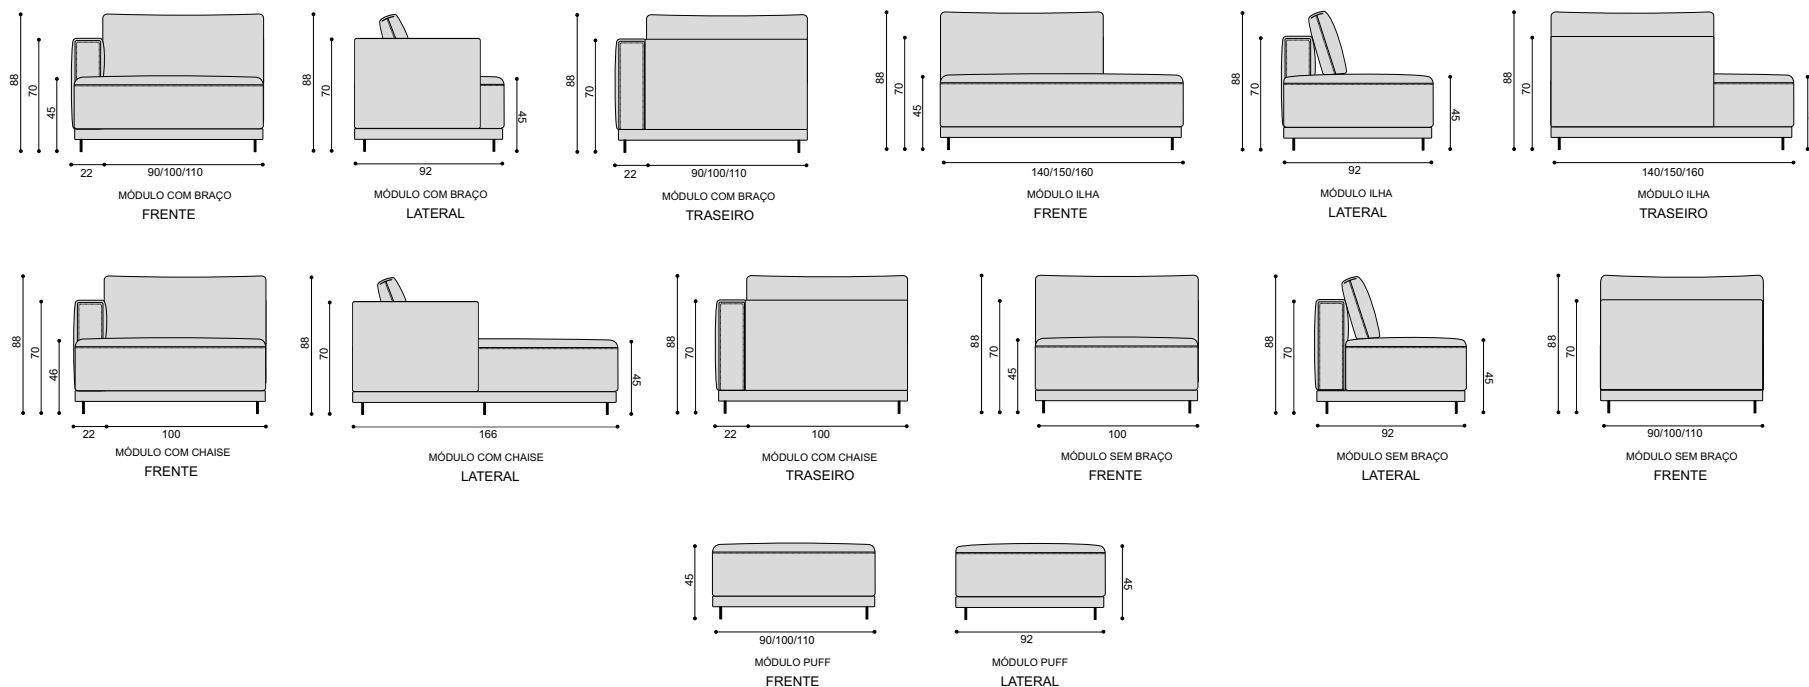 88
70
45
22
90/100/110
MÓDULO COM BRAÇO
FRENTE
88
70
45
92
MÓDULO COM BRAÇO
LATERAL
88
70
22
90/100/110
MÓDULO COM BRAÇO
TRASEIRO
88
70
45
140/150/160
MÓDULO ILHA
FRENTE
88
70
45
92
MÓDULO ILHA
LATERAL
88
70
140/150/160
MÓDULO ILHA
TRASEIRO
88
70
46
22
100
MÓDULO COM CHAISE
FRENTE
88
70
45
166
MÓDULO COM CHAISE
LATERAL
88
70
22
100
MÓDULO COM CHAISE
TRASEIRO
88
70
45
100
MÓDULO SEM BRAÇO
FRENTE
88
70
45
92
MÓDULO SEM BRAÇO
LATERAL
88
70
90/100/110
MÓDULO SEM BRAÇO
FRENTE
45
90/100/110
MÓDULO PUFF
FRENTE
45
92
MÓDULO PUFF
LATERAL